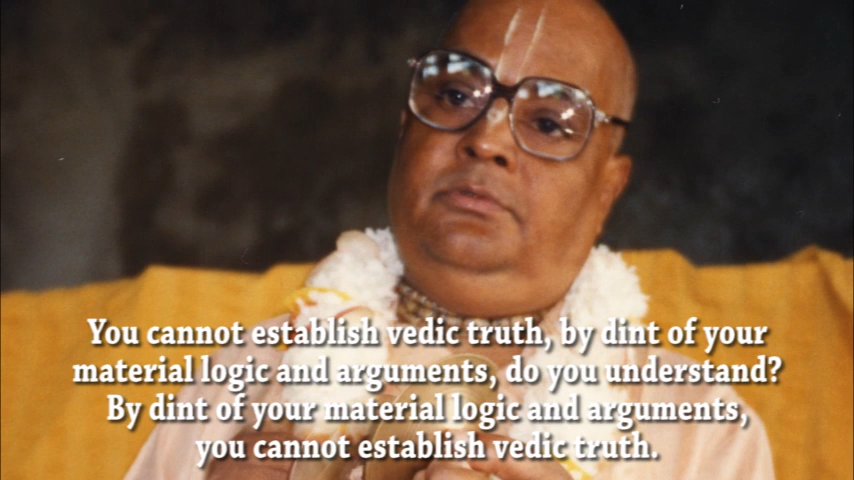 You cannot establish vedic truth, by dint of your
material logic and arguments, do you understand?
By dint of your material logic and arguments,
you cannot establish vedic truth.